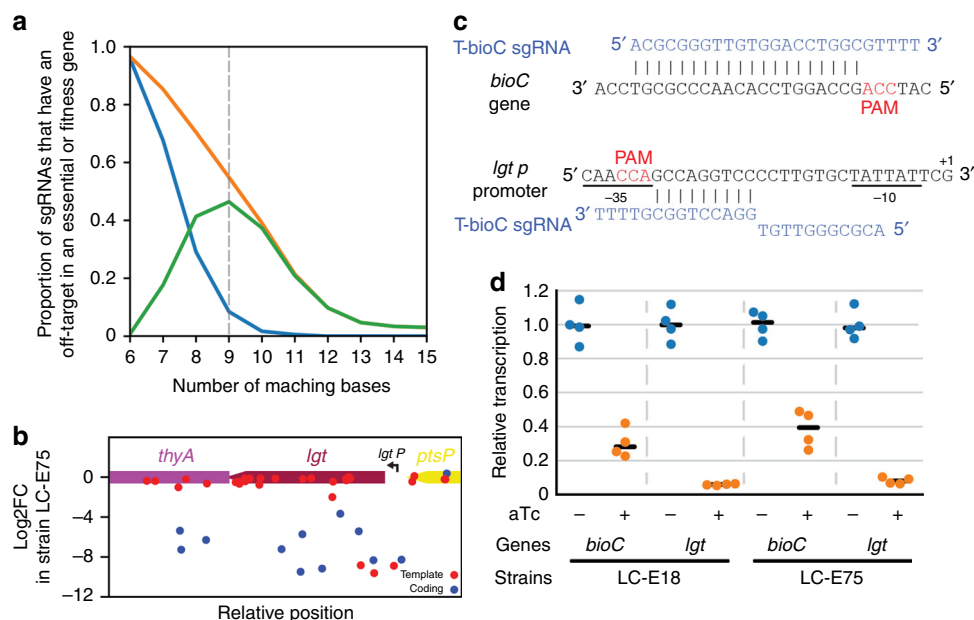 a
Proportion of sgRNAs that have an
off-target in an essential or fitness gene
1.0
0.8
0.6
0.4
0.2
0
6 7 8 9 10 11 12 13 14 15
Number of maching bases
b
Log2FC
in strain LC-E75
0
−4
−8
−12
thyA
lgt
lgt P
ptsP
Template
Coding
Relative position
c
T-bioC sgRNA
5′ ACGCGGGTTGTGGACCTGGCGTTTT 3′
bioC
gene
3′ ACCTGCGCCCAACACCTGGACCGACCTAC 5′
PAM
PAM
lgt p
promoter
+1
5′ CAACCAGCCAGGTCCCCTTGTGCTATTATTCG 3′
−35
−10
T-bioC sgRNA
3′ TTTTGCGGTCCAGG
TGTTGGGCGCA 5′
d
Relative transcription
1.2
1.0
0.8
0.6
0.4
0.2
0
aTc − + − + − + − +
Genes bioC lgt bioC lgt
Strains LC-E18 LC-E75